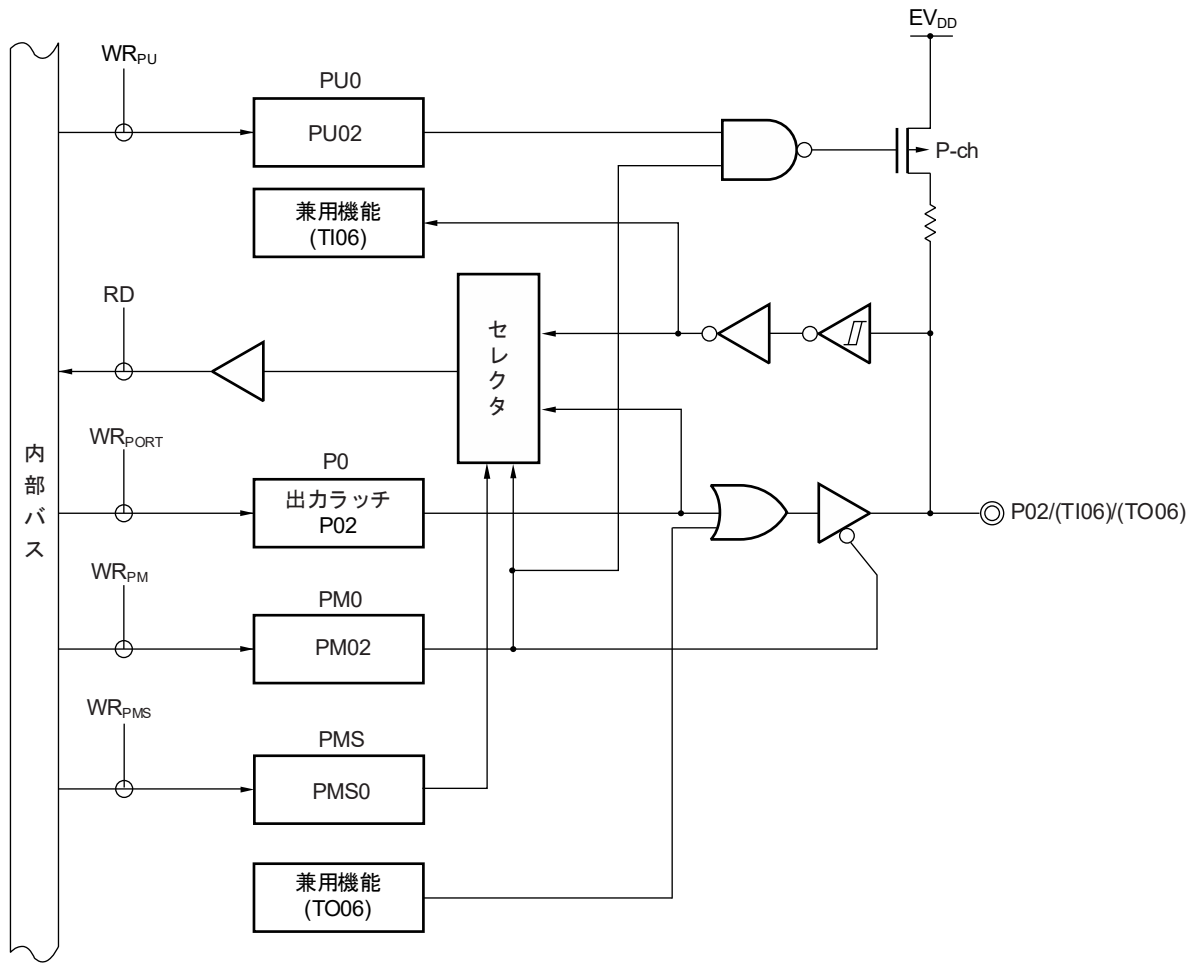 EVDD
WRPU
PU0
PU02
P-ch
兼用機能
(TI06)
RD
セレクタ
WRPORT
P0
出力ラッチ
P02
P02/(TI06)/(TO06)
内部バス
WRPM
PM0
PM02
WRPMS
PMS
PMS0
兼用機能
(TO06)